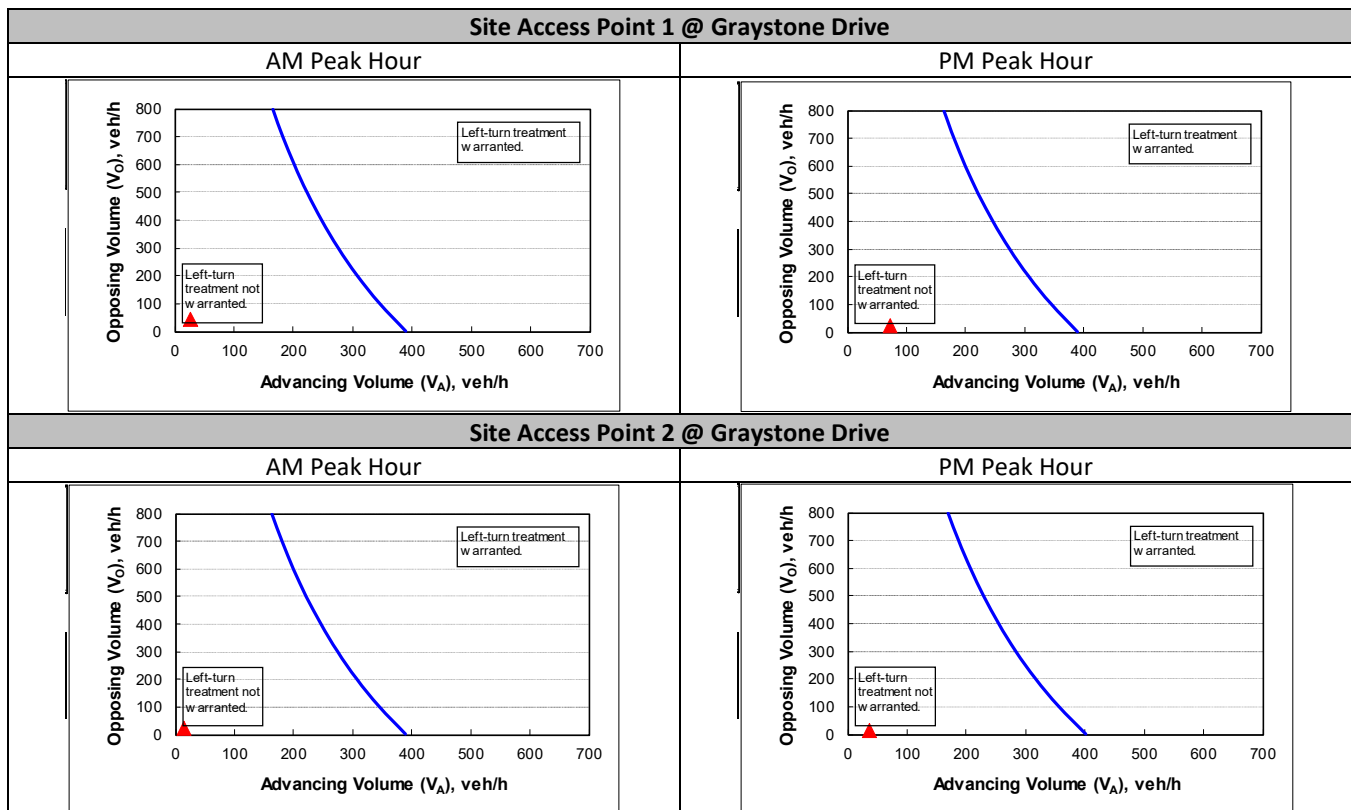 Site Access Point 1 @ Graystone Drive
AM Peak Hour
PM Peak Hour
Opposing Volume (VO), veh/h
800
700
600
500
400
300
200
100
0
Left-turn treatment
warranted.
Left-turn
treatment not
warranted.
0 100 200 300 400 500 600 700
Advancing Volume (VA), veh/h
Opposing Volume (VO), veh/h
800
700
600
500
400
300
200
100
0
Left-turn treatment
warranted.
Left-turn
treatment not
warranted.
0 100 200 300 400 500 600 700
Advancing Volume (VA), veh/h
Site Access Point 2 @ Graystone Drive
AM Peak Hour
PM Peak Hour
Opposing Volume (VO), veh/h
800
700
600
500
400
300
200
100
0
Left-turn treatment
warranted.
Left-turn
treatment not
warranted.
0 100 200 300 400 500 600 700
Advancing Volume (VA), veh/h
Opposing Volume (VO), veh/h
800
700
600
500
400
300
200
100
0
Left-turn treatment
warranted.
Left-turn
treatment not
warranted.
0 100 200 300 400 500 600 700
Advancing Volume (VA), veh/h